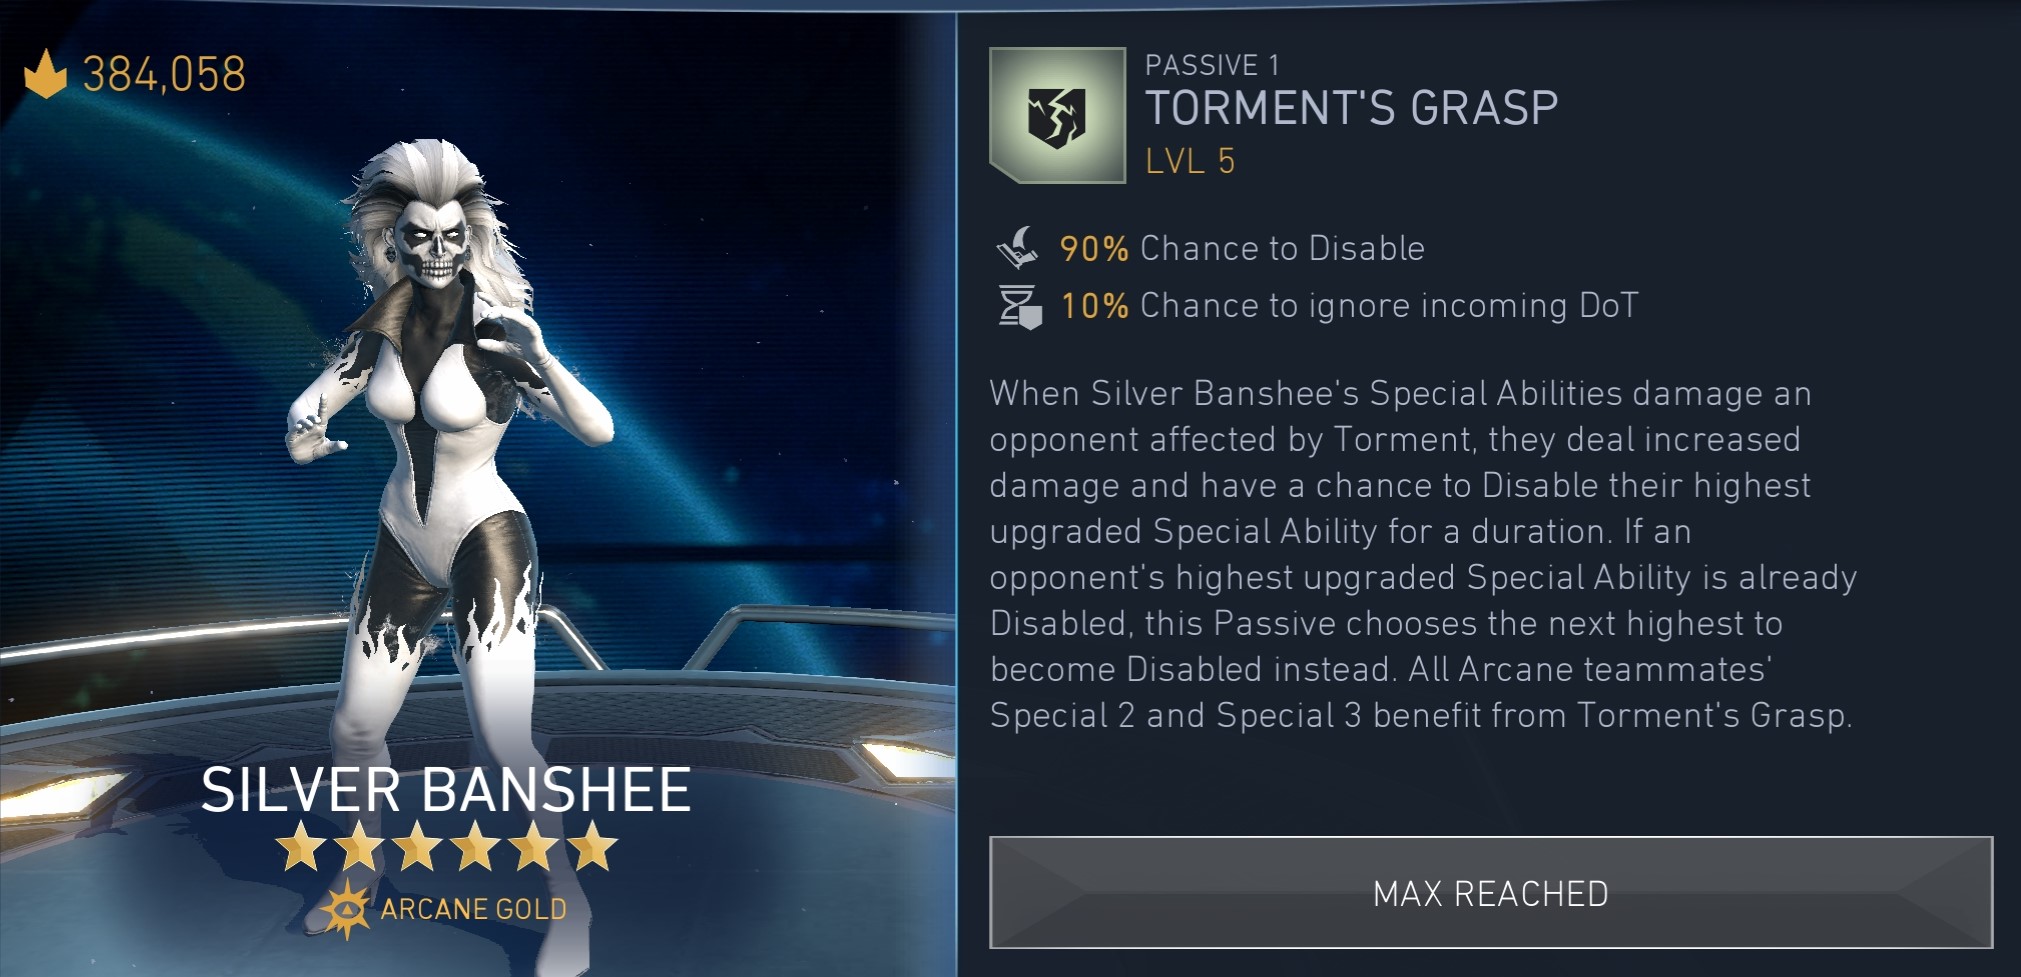 384,058
SILVER BANSHEE
ARCANE GOLD
PASSIVE 1
TORMENT'S GRASP
LVL 5
90% Chance to Disable
10% Chance to ignore incoming DoT
When Silver Banshee's Special Abilities damage an
opponent affected by Torment, they deal increased
damage and have a chance to Disable their highest
upgraded Special Ability for a duration. If an
opponent's highest upgraded Special Ability is already
Disabled, this Passive chooses the next highest to
become Disabled instead. All Arcane teammates'
Special 2 and Special 3 benefit from Torment's Grasp.
MAX REACHED